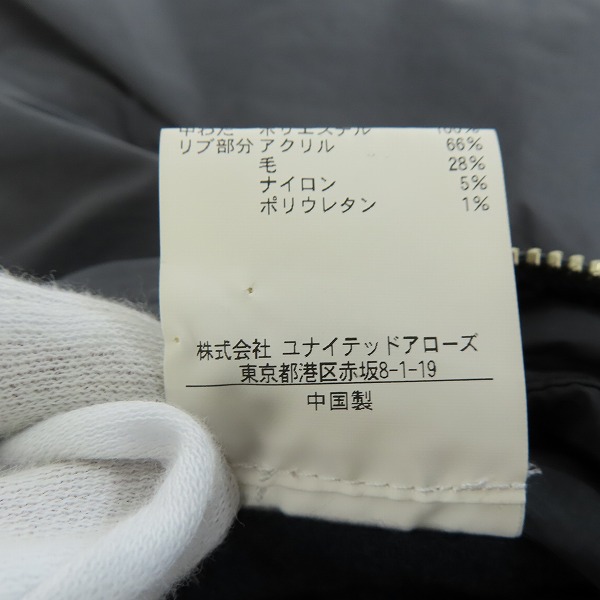 中わた ポリエステル 100%
リブ部分 アクリル 66%
毛 28%
ナイロン 5%
ポリウレタン 1%
株式会社 ユナイテッドアローズ
東京都港区赤坂8-1-19
中国製